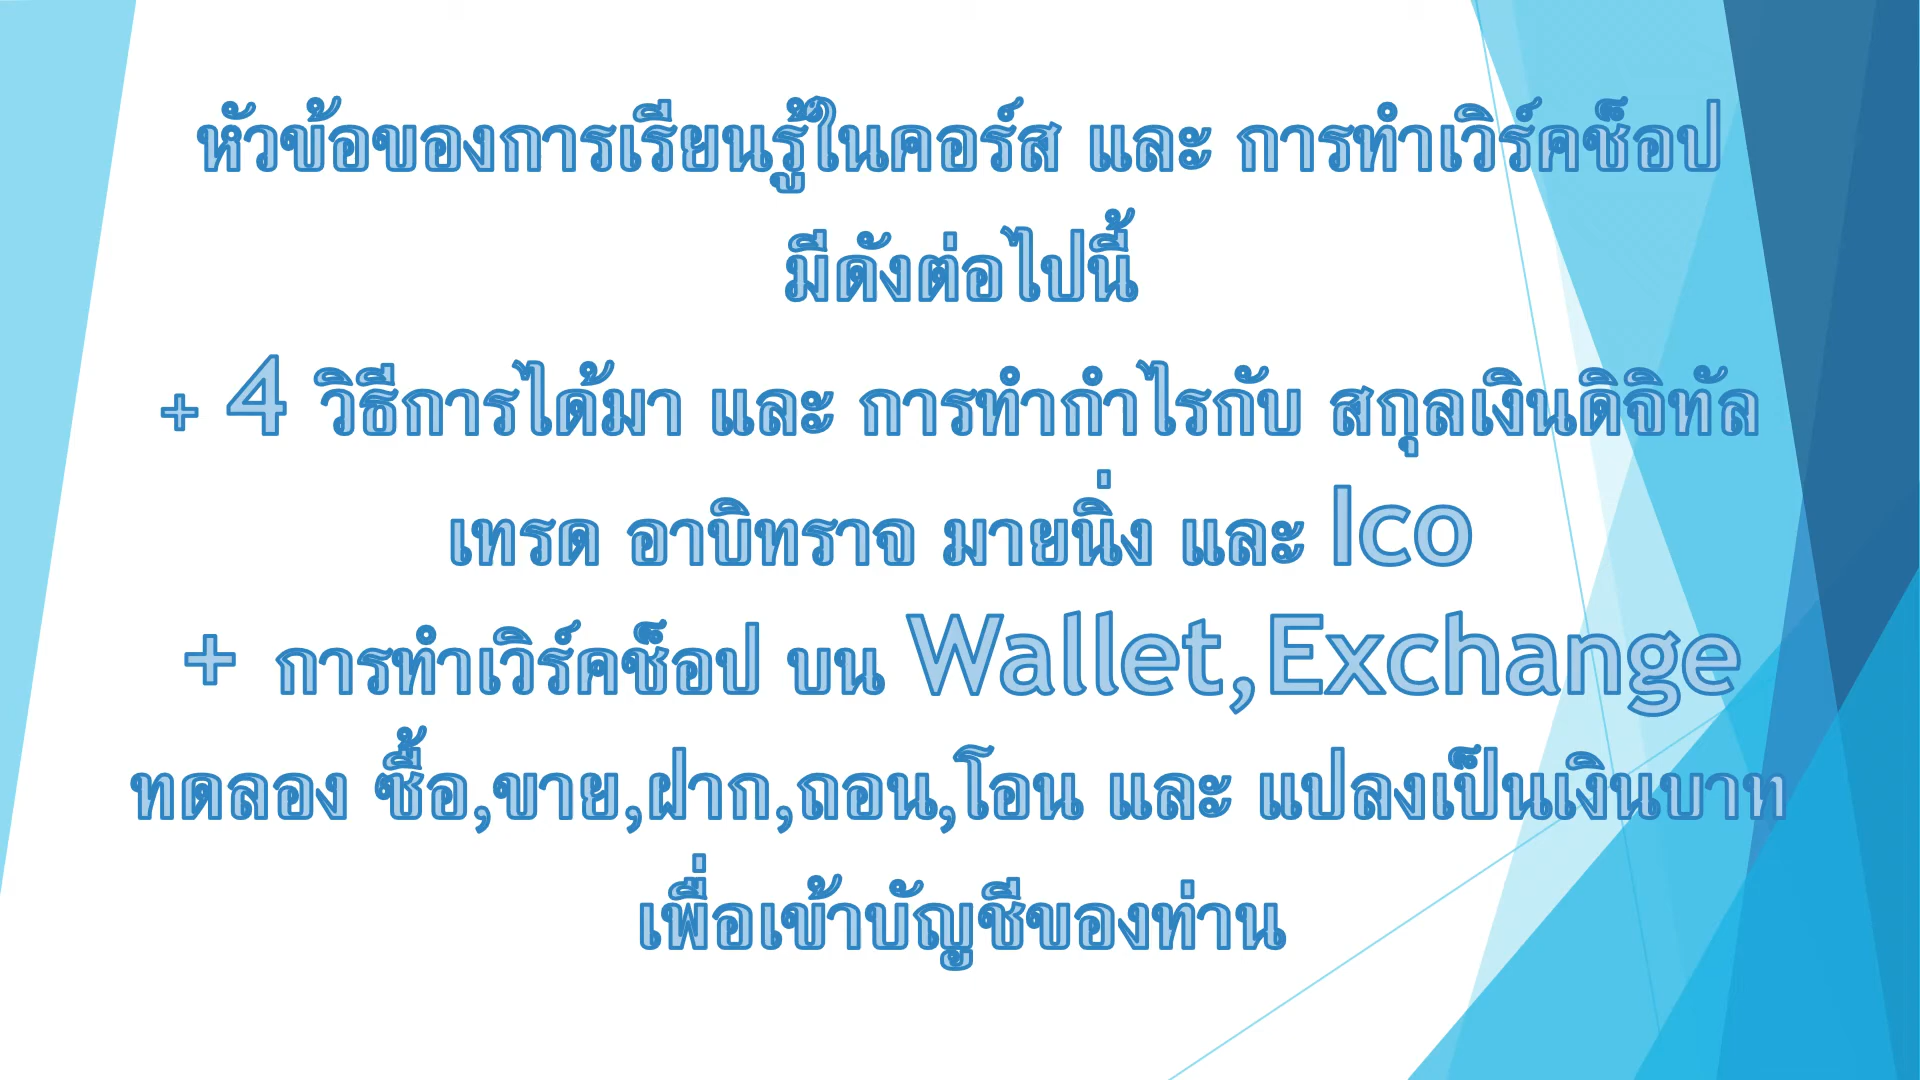 หัวข้อของการเรียนรู้ในคอร์ส และ การทำเวิร์คช็อป
มีดังต่อไปนี้
+ 4 วิธีการได้มา และ การทำกำไรกับ สกุลเงินดิจิทัล
เทรด อาบิทราจ มายนิ่ง และ Ico
+ การทำเวิร์คช็อป บน Wallet,Exchange
ทดลอง ซื้อ,ขาย,ฝาก,ถอน,โอน และ แปลงเป็นเงินบาท
เพื่อเข้าบัญชีของท่าน